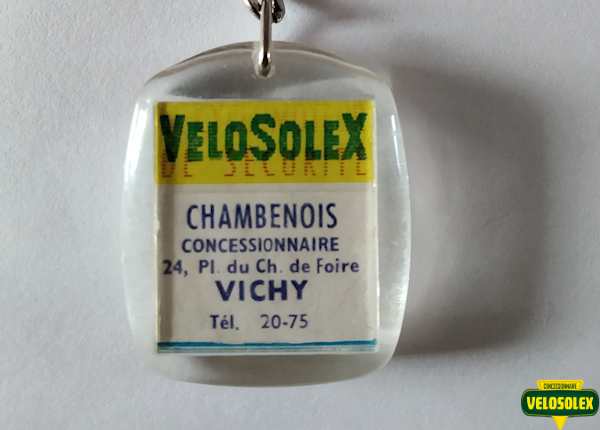 VELOSOLEX
DE SECURITE
CHAMBENOIS
CONCESSIONNAIRE
24, Pl. du Ch. de Foire
VICHY
Tél. 20-75
CONCESSIONNAIRE
VELOSOLEX